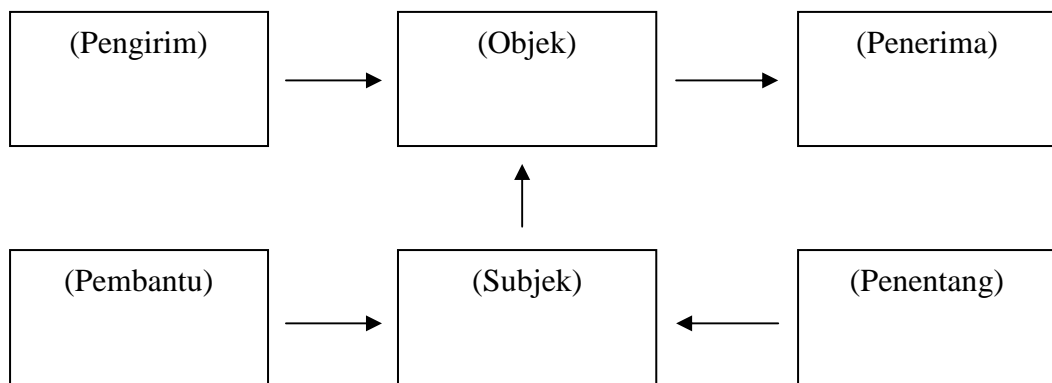 (Pengirim)
(Objek)
(Penerima)
(Pembantu)
(Subjek)
(Penentang)